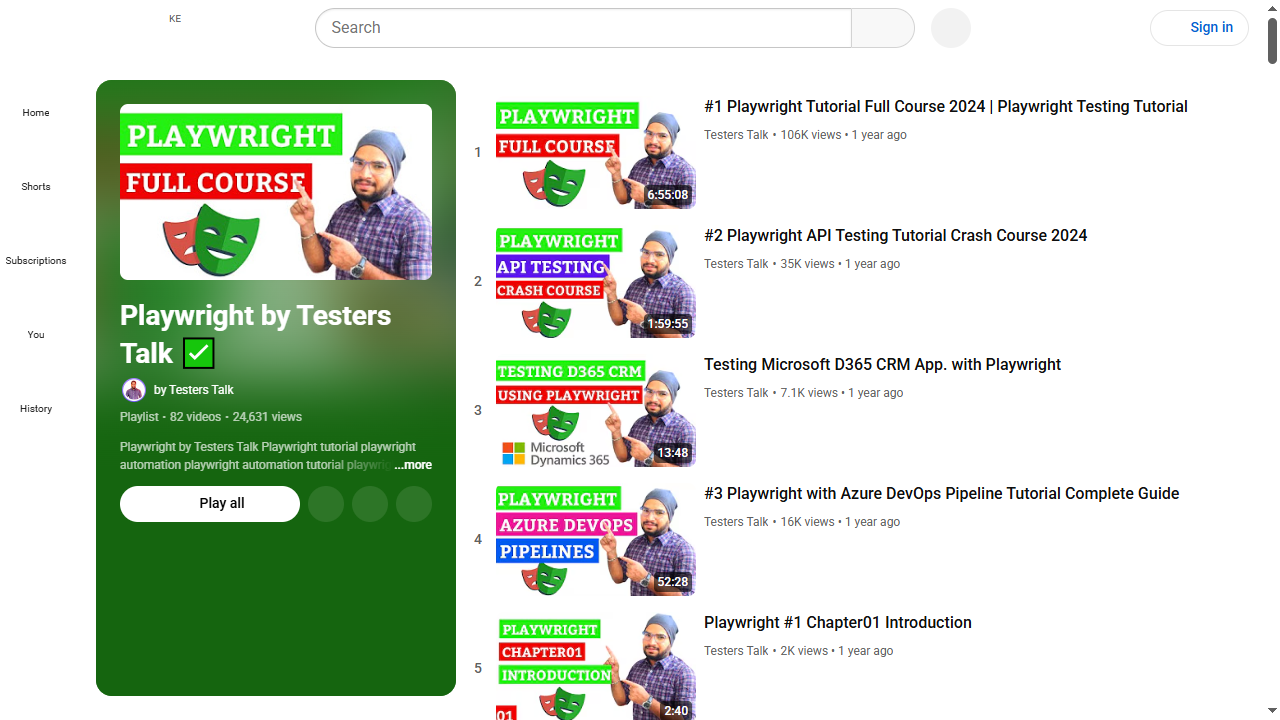 KE
Search
Sign in
Home
Shorts
Subscriptions
You
History
PLAYWRIGHT
FULL COURSE
Playwright by Testers
Talk ✅
by Testers Talk
Playlist • 82 videos • 24,631 views
Playwright by Testers Talk Playwright tutorial playwright
automation playwright automation tutorial ...more
Play all
1
PLAYWRIGHT
FULL COURSE
6:55:08
#1 Playwright Tutorial Full Course 2024 | Playwright Testing Tutorial
Testers Talk • 106K views • 1 year ago
2
PLAYWRIGHT
API TESTING
CRASH COURSE
1:59:55
#2 Playwright API Testing Tutorial Crash Course 2024
Testers Talk • 35K views • 1 year ago
3
TESTING D365 CRM
USING PLAYWRIGHT
Microsoft
Dynamics 365
13:48
Testing Microsoft D365 CRM App. with Playwright
Testers Talk • 7.1K views • 1 year ago
4
PLAYWRIGHT
AZURE DEVOPS
PIPELINES
52:28
#3 Playwright with Azure DevOps Pipeline Tutorial Complete Guide
Testers Talk • 16K views • 1 year ago
5
PLAYWRIGHT
CHAPTER01
INTRODUCTION
01
2:40
Playwright #1 Chapter01 Introduction
Testers Talk • 2K views • 1 year ago